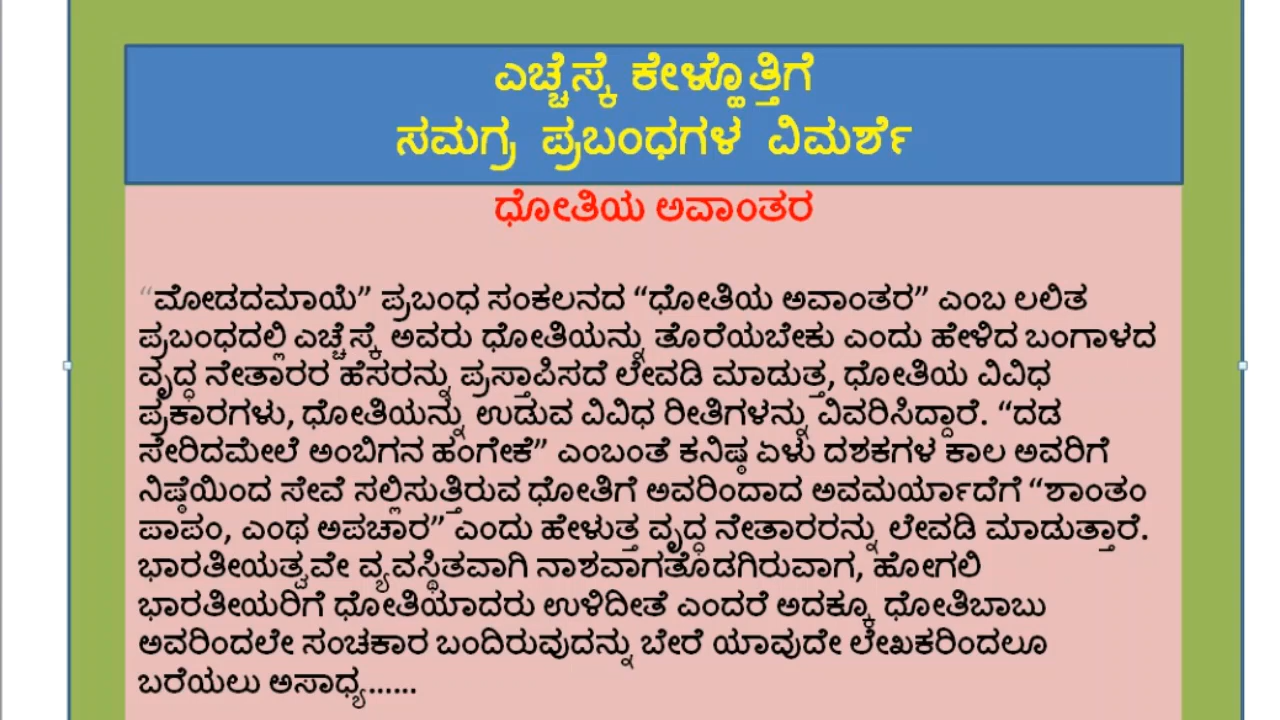 ಎಚ್ಚೆಸ್ಕೆ ಕೇಳ್ಹೊತ್ತಿಗೆ
ಸಮಗ್ರ ಪ್ರಬಂಧಗಳ ವಿಮರ್ಶೆ
ಧೋತಿಯ ಅವಾಂತರ
“ಮೋಡದಮಾಯೆ” ಪ್ರಬಂಧ ಸಂಕಲನದ “ಧೋತಿಯ ಅವಾಂತರ” ಎಂಬ ಲಲಿತ
ಪ್ರಬಂಧದಲ್ಲಿ ಎಚ್ಚೆಸ್ಕೆ ಅವರು ಧೋತಿಯನ್ನು ತೊರೆಯಬೇಕು ಎಂದು ಹೇಳಿದ ಬಂಗಾಳದ
ವೃದ್ಧ ನೇತಾರರ ಹೆಸರನ್ನು ಪ್ರಸ್ತಾಪಿಸದೆ ಲೇವಡಿ ಮಾಡುತ್ತ, ಧೋತಿಯ ವಿವಿಧ
ಪ್ರಕಾರಗಳು, ಧೋತಿಯನ್ನು ಉಡುವ ವಿವಿಧ ರೀತಿಗಳನ್ನು ವಿವರಿಸಿದ್ದಾರೆ. “ದಡ
ಸೇರಿದಮೇಲೆ ಅಂಬಿಗನ ಹಂಗೇಕೆ” ಎಂಬಂತೆ ಕನಿಷ್ಠ ಏಳು ದಶಕಗಳ ಕಾಲ ಅವರಿಗೆ
ನಿಷ್ಠೆಯಿಂದ ಸೇವೆ ಸಲ್ಲಿಸುತ್ತಿರುವ ಧೋತಿಗೆ ಅವರಿಂದಾದ ಅವಮರ್ಯಾದೆಗೆ “ಶಾಂತಂ
ಪಾಪಂ, ಎಂಥ ಅಪಚಾರ” ಎಂದು ಹೇಳುತ್ತ ವೃದ್ಧ ನೇತಾರರನ್ನು ಲೇವಡಿ ಮಾಡುತ್ತಾರೆ.
ಭಾರತೀಯತ್ವವೇ ವ್ಯವಸ್ಥಿತವಾಗಿ ನಾಶವಾಗತೊಡಗಿರುವಾಗ, ಹೋಗಲಿ
ಭಾರತೀಯರಿಗೆ ಧೋತಿಯಾದರು ಉಳಿದೀತೆ ಎಂದರೆ ಅದಕ್ಕೂ ಧೋತಿಬಾಬು
ಅವರಿಂದಲೇ ಸಂಚಕಾರ ಬಂದಿರುವುದನ್ನು ಬೇರೆ ಯಾವುದೇ ಲೇಖಕರಿಂದಲೂ
ಬರೆಯಲು ಅಸಾಧ್ಯ......